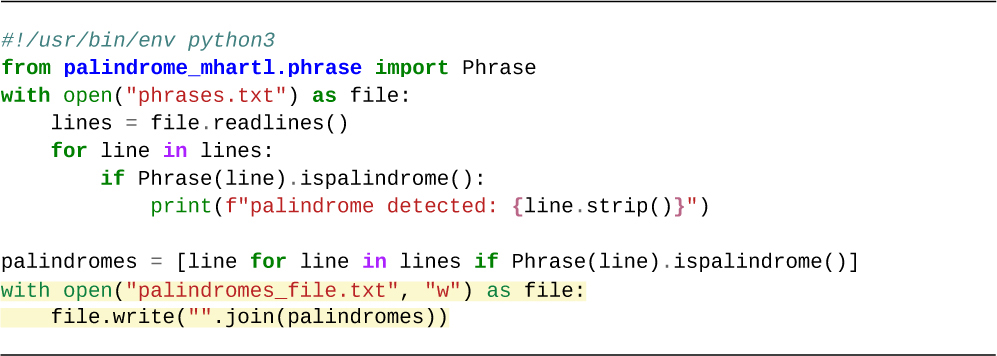 #!/usr/bin/env python3
from palindrome_mhartl.phrase import Phrase
with open("phrases.txt") as file:
    lines = file.readlines()
    for line in lines:
        if Phrase(line).ispalindrome():
            print(f"palindrome detected: {line.strip()}")

palindromes = [line for line in lines if Phrase(line).ispalindrome()]
with open("palindromes_file.txt", "w") as file:
    file.write("".join(palindromes))